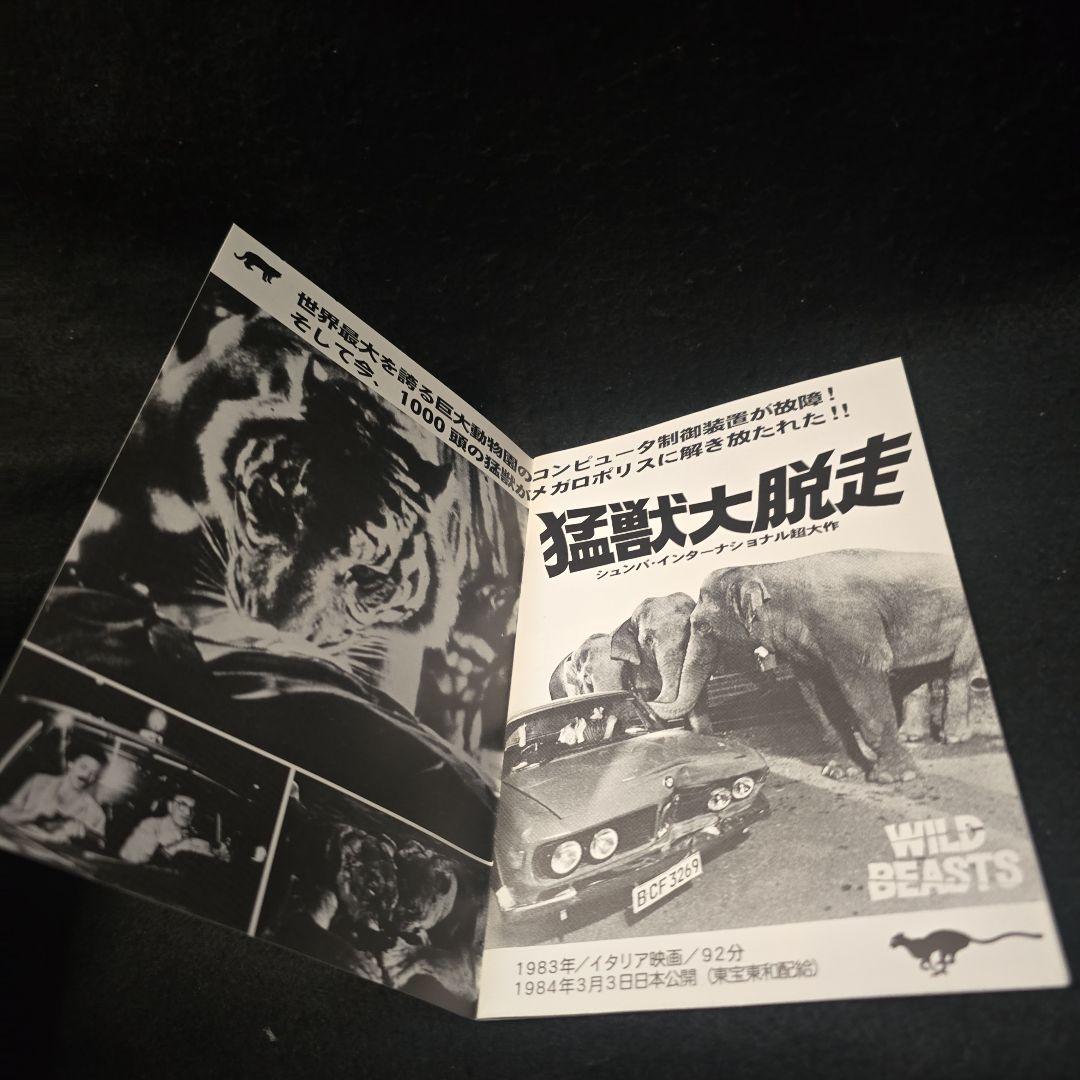 世界最大を誇る巨大動物園のコンピュータ制御装置が故障!
そして今、1000頭の猛獣がメガロポリスに解き放たれた!!
猛獣大脱走
シュンパ・インターナショナル超大作
B·CF3269
WILD
BEASTS
1983年/イタリア映画/92分
1984年3月3日日本公開(東宝東和配給)